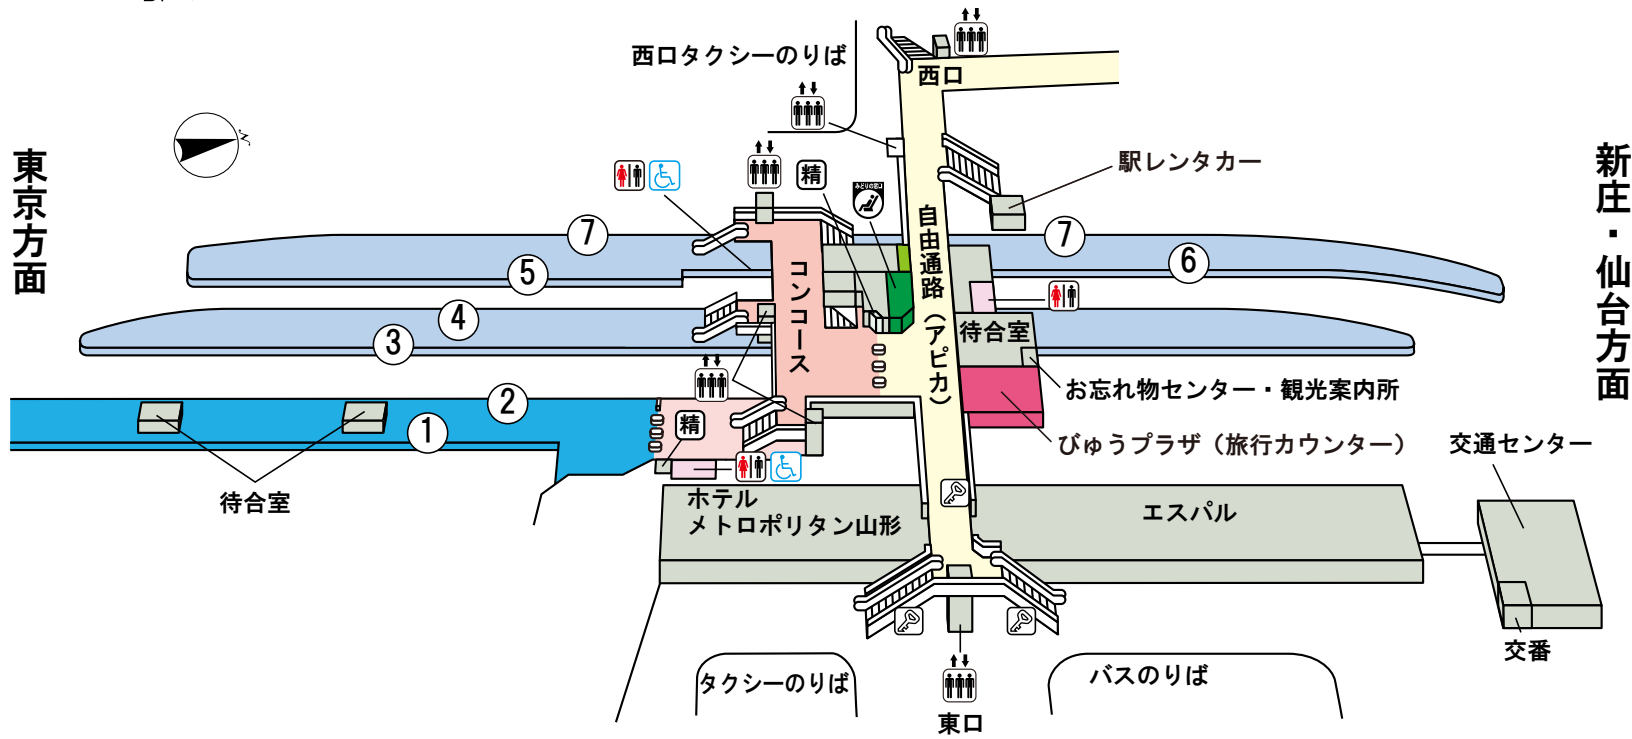 西口タクシーのりば
西口
駅レンタカー
東京方面
新庄・仙台方面
精
みどりの窓口
自由通路(アピカ)
コンコース
7
7
5
6
4
3
待合室
お忘れ物センター・観光案内所
2
1
精
びゅうプラザ(旅行カウンター)
交通センター
待合室
ホテル
メトロポリタン山形
エスパル
交番
タクシーのりば
バスのりば
東口